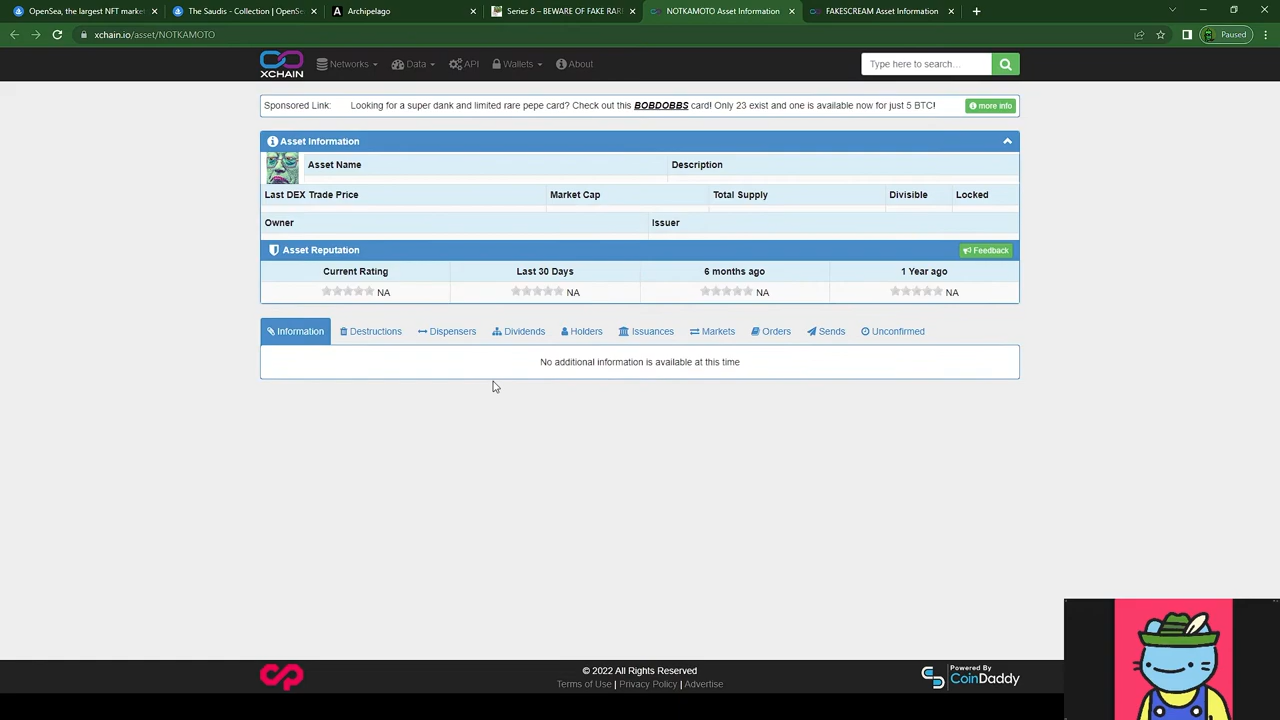 OpenSea, the largest NFT market
The Saudis - Collection | OpenSe
Archipelago
Series 8 – BEWARE OF FAKE RARI
NOTKAMOTO Asset Information
FAKESCREAM Asset Information
xchain.io/asset/NOTKAMOTO
Paused
XCHAIN
Networks
Data
API
Wallets
About
Type here to search...
Sponsored Link: Looking for a super dank and limited rare pepe card? Check out this BOBDOBBS card! Only 23 exist and one is available now for just 5 BTC!
more info
Asset Information
Asset Name Description
Last DEX Trade Price Market Cap Total Supply Divisible Locked
Owner Issuer
Asset Reputation
Feedback
Current Rating Last 30 Days 6 months ago 1 Year ago
NA NA NA NA
Information Destructions Dispensers Dividends Holders Issuances Markets Orders Sends Unconfirmed
No additional information is available at this time
© 2022 All Rights Reserved
Terms of Use | Privacy Policy | Advertise
Powered By
CoinDaddy